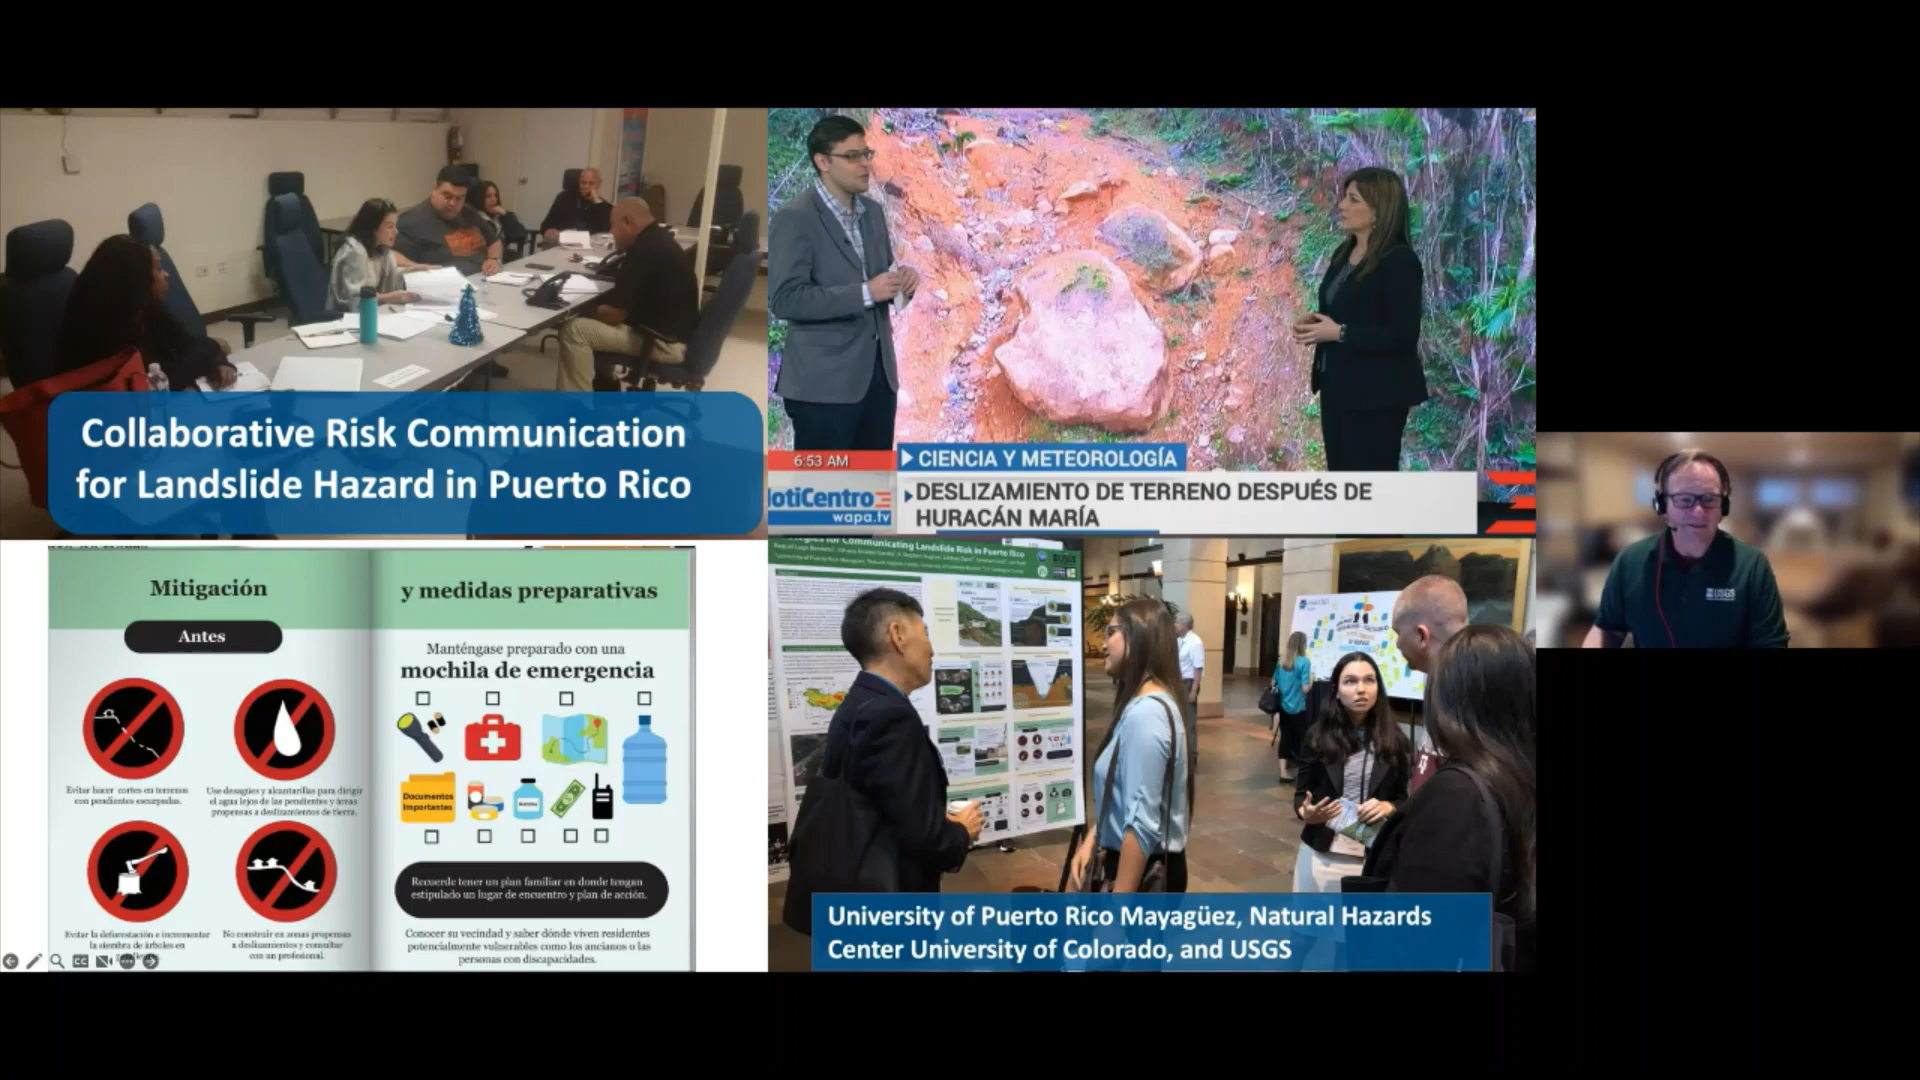 Collaborative Risk Communication
for Landslide Hazard in Puerto Rico
6:53 AM
CIENCIA Y METEOROLOGÍA
NotiCentro
wapa.tv
DESLIZAMIENTO DE TERRENO DESPUÉS DE
HURACÁN MARÍA
USGS
Mitigación
Antes
Evitar hacer cortes en terrenos
con pendientes escarpadas.
Use desagües y alcantarillas para dirigir
el agua lejos de las pendientes y áreas
propensas a deslizamientos de tierra.
Evitar la deforestación e incrementar
la siembra de árboles en
No construir en zonas propensas
a deslizamientos y consultar
con un profesional.
y medidas preparativas
Manténgase preparado con una
mochila de emergencia
Documentos
Importantes
Recuerde tener un plan familiar en donde tengan
estipulado un lugar de encuentro y plan de acción.
Conocer su vecindad y saber dónde viven residentes
potencialmente vulnerables como los ancianos o las
personas con discapacidades.
for Communicating Landslide Risk in Puerto Rico
University of Puerto Rico Mayagüez, Natural Hazards
Center University of Colorado, and USGS